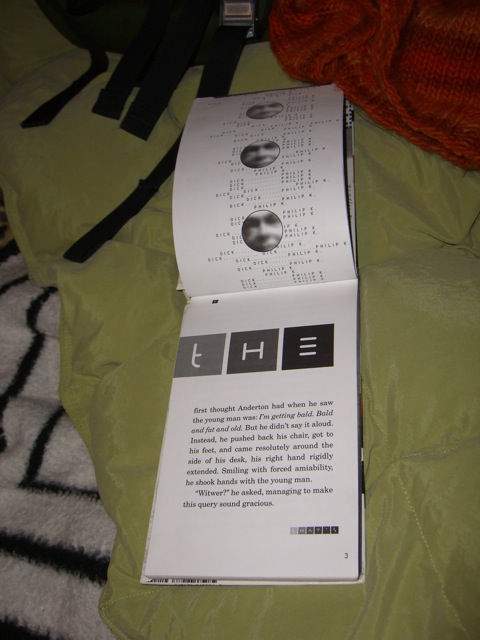 PHILIP K.
DICK
tHE
first thought Anderton had when he saw
the young man was: I'm getting bald. Bald
and fat and old. But he didn't say it aloud.
Instead, he pushed back his chair, got to
his feet, and came resolutely around the
side of his desk, his right hand rigidly
extended. Smiling with forced amiability,
he shook hands with the young man.
"Witwer?" he asked, managing to make
this query sound gracious.
THAT'S
3